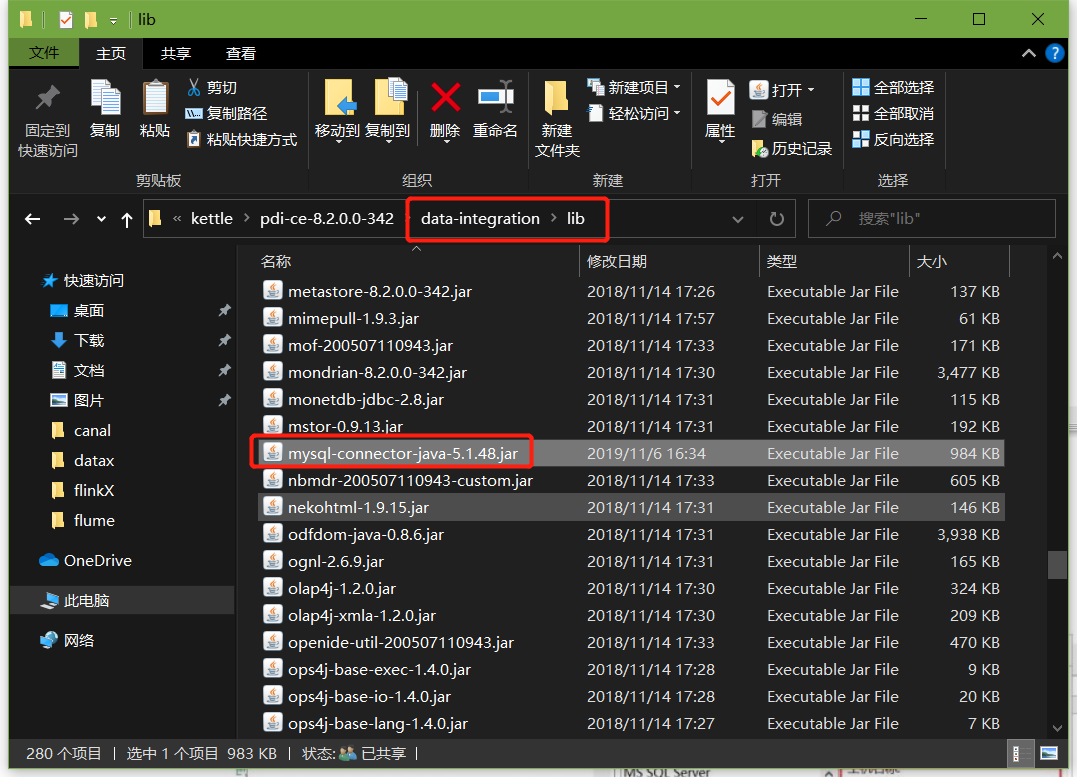 lib
文件 主页 共享 查看
固定到快速访问
复制
粘贴
剪切
复制路径
粘贴快捷方式
剪贴板
移动到 复制到 删除 重命名
组织
新建文件夹
新建项目
轻松访问
新建
属性
打开
编辑
历史记录
打开
全部选择
全部取消
反向选择
选择
« kettle › pdi-ce-8.2.0.0-342 data-integration › lib
搜索"lib"
快速访问
桌面
下载
文档
图片
canal
datax
flinkX
flume
OneDrive
此电脑
网络
名称 修改日期 类型 大小
metastore-8.2.0.0-342.jar 2018/11/14 17:26 Executable Jar File 137 KB
mimepull-1.9.3.jar 2018/11/14 17:57 Executable Jar File 61 KB
mof-200507110943.jar 2018/11/14 17:33 Executable Jar File 171 KB
mondrian-8.2.0.0-342.jar 2018/11/14 17:30 Executable Jar File 3,477 KB
monetdb-jdbc-2.8.jar 2018/11/14 17:31 Executable Jar File 115 KB
mstor-0.9.13.jar 2018/11/14 17:31 Executable Jar File 192 KB
mysql-connector-java-5.1.48.jar 2019/11/6 16:34 Executable Jar File 984 KB
nbmdr-200507110943-custom.jar 2018/11/14 17:33 Executable Jar File 605 KB
nekohtml-1.9.15.jar 2018/11/14 17:31 Executable Jar File 146 KB
odfdom-java-0.8.6.jar 2018/11/14 17:31 Executable Jar File 3,938 KB
ognl-2.6.9.jar 2018/11/14 17:31 Executable Jar File 165 KB
olap4j-1.2.0.jar 2018/11/14 17:30 Executable Jar File 324 KB
olap4j-xmla-1.2.0.jar 2018/11/14 17:30 Executable Jar File 209 KB
openide-util-200507110943.jar 2018/11/14 17:33 Executable Jar File 470 KB
ops4j-base-exec-1.4.0.jar 2018/11/14 17:28 Executable Jar File 9 KB
ops4j-base-io-1.4.0.jar 2018/11/14 17:28 Executable Jar File 20 KB
ops4j-base-lang-1.4.0.jar 2018/11/14 17:27 Executable Jar File 7 KB
280 个项目 选中 1 个项目 983 KB 状态: 已共享
MS SQL Server